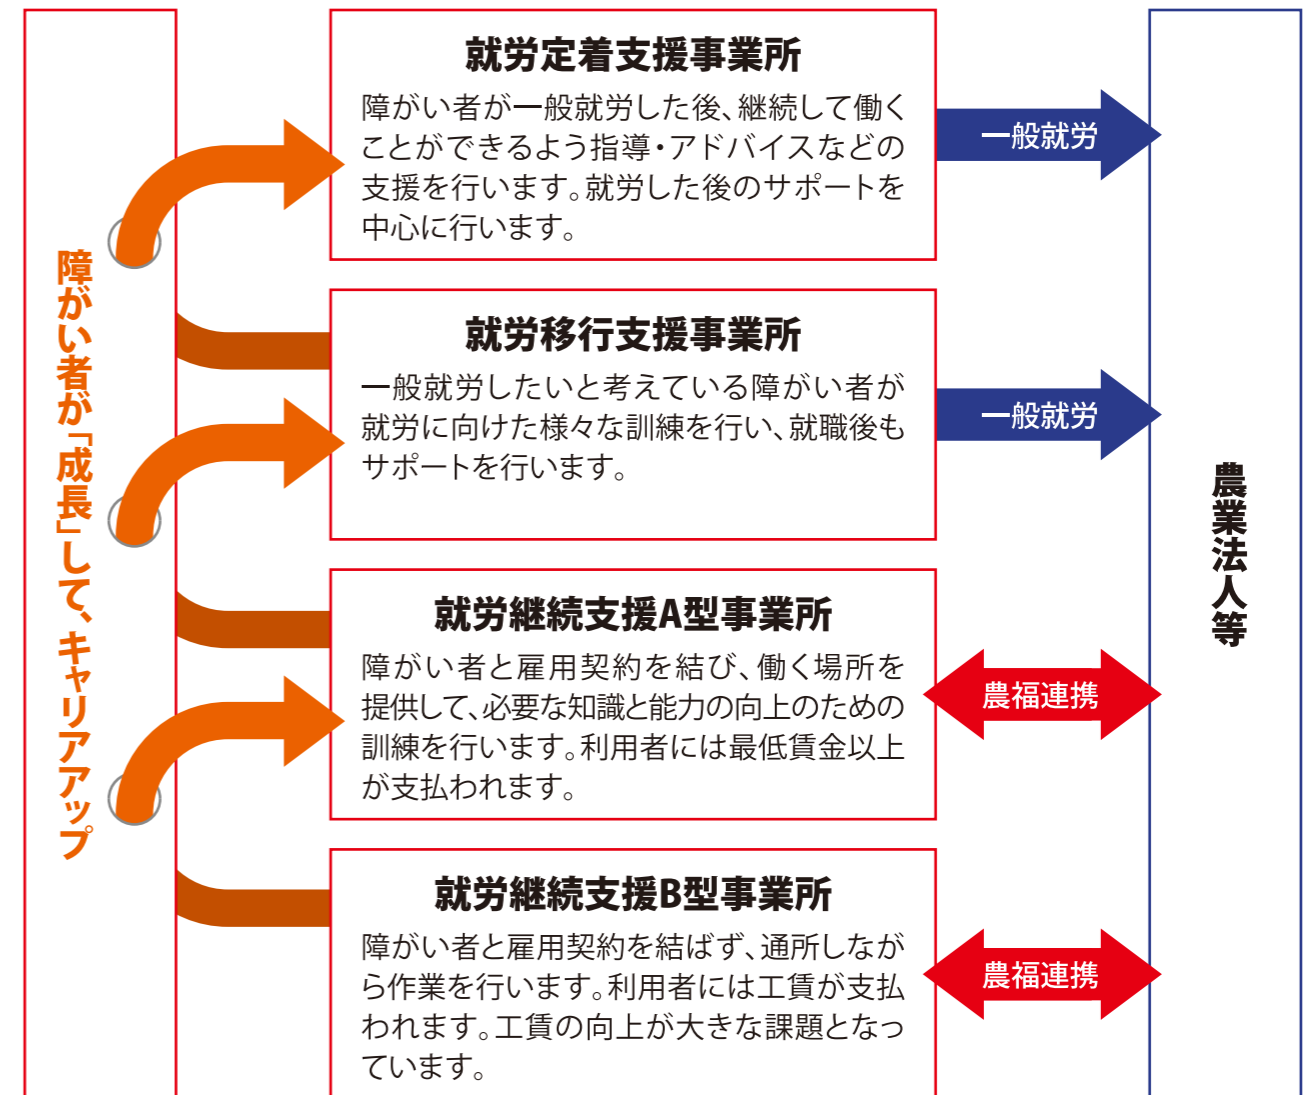 障がい者が「成長」して、キャリアアップ
就労定着支援事業所
障がい者が一般就労した後、継続して働く
ことができるよう指導・アドバイスなどの
支援を行います。就労した後のサポートを
中心に行います。
一般就労
就労移行支援事業所
一般就労したいと考えている障がい者が
就労に向けた様々な訓練を行い、就職後も
サポートを行います。
一般就労
就労継続支援A型事業所
障がい者と雇用契約を結び、働く場所を
提供して、必要な知識と能力の向上のための
訓練を行います。利用者には最低賃金以上
が支払われます。
農福連携
就労継続支援B型事業所
障がい者と雇用契約を結ばず、通所しなが
ら作業を行います。利用者には工賃が支払
われます。工賃の向上が大きな課題となっ
ています。
農福連携
農業法人等